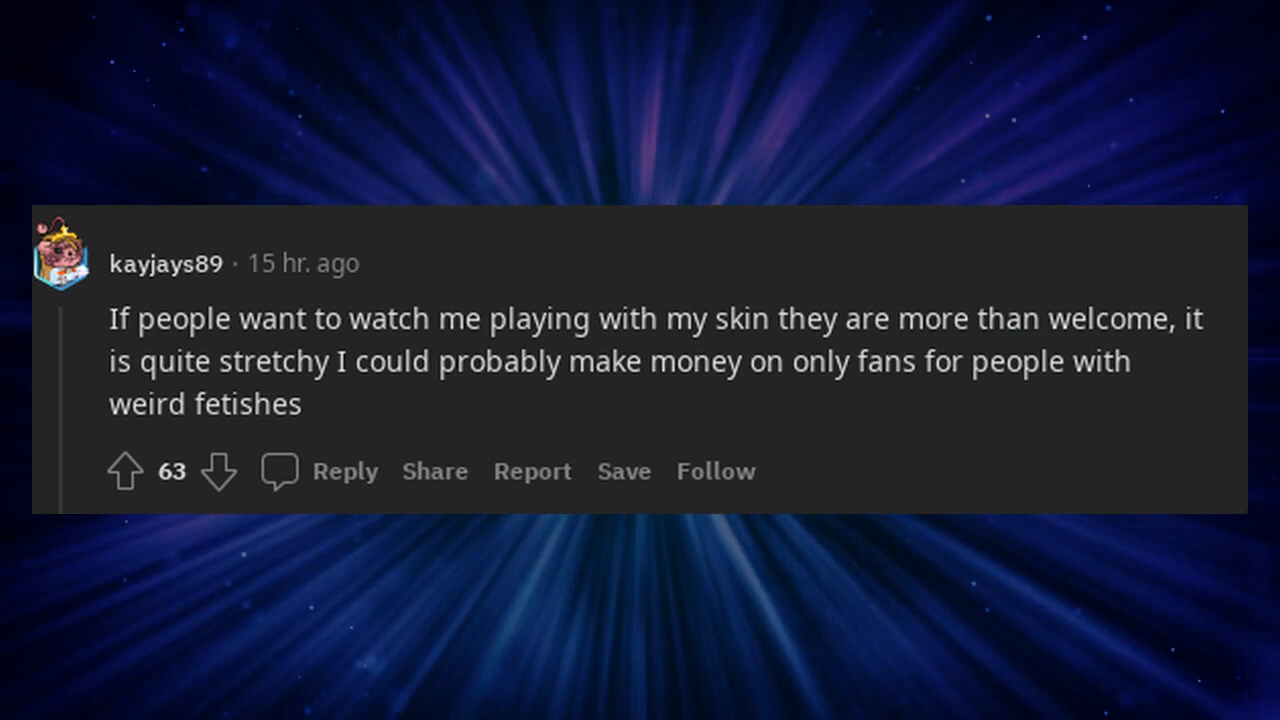 kayjays89 · 15 hr. ago
If people want to watch me playing with my skin they are more than welcome, it
is quite stretchy I could probably make money on only fans for people with
weird fetishes
63 Reply Share Report Save Follow